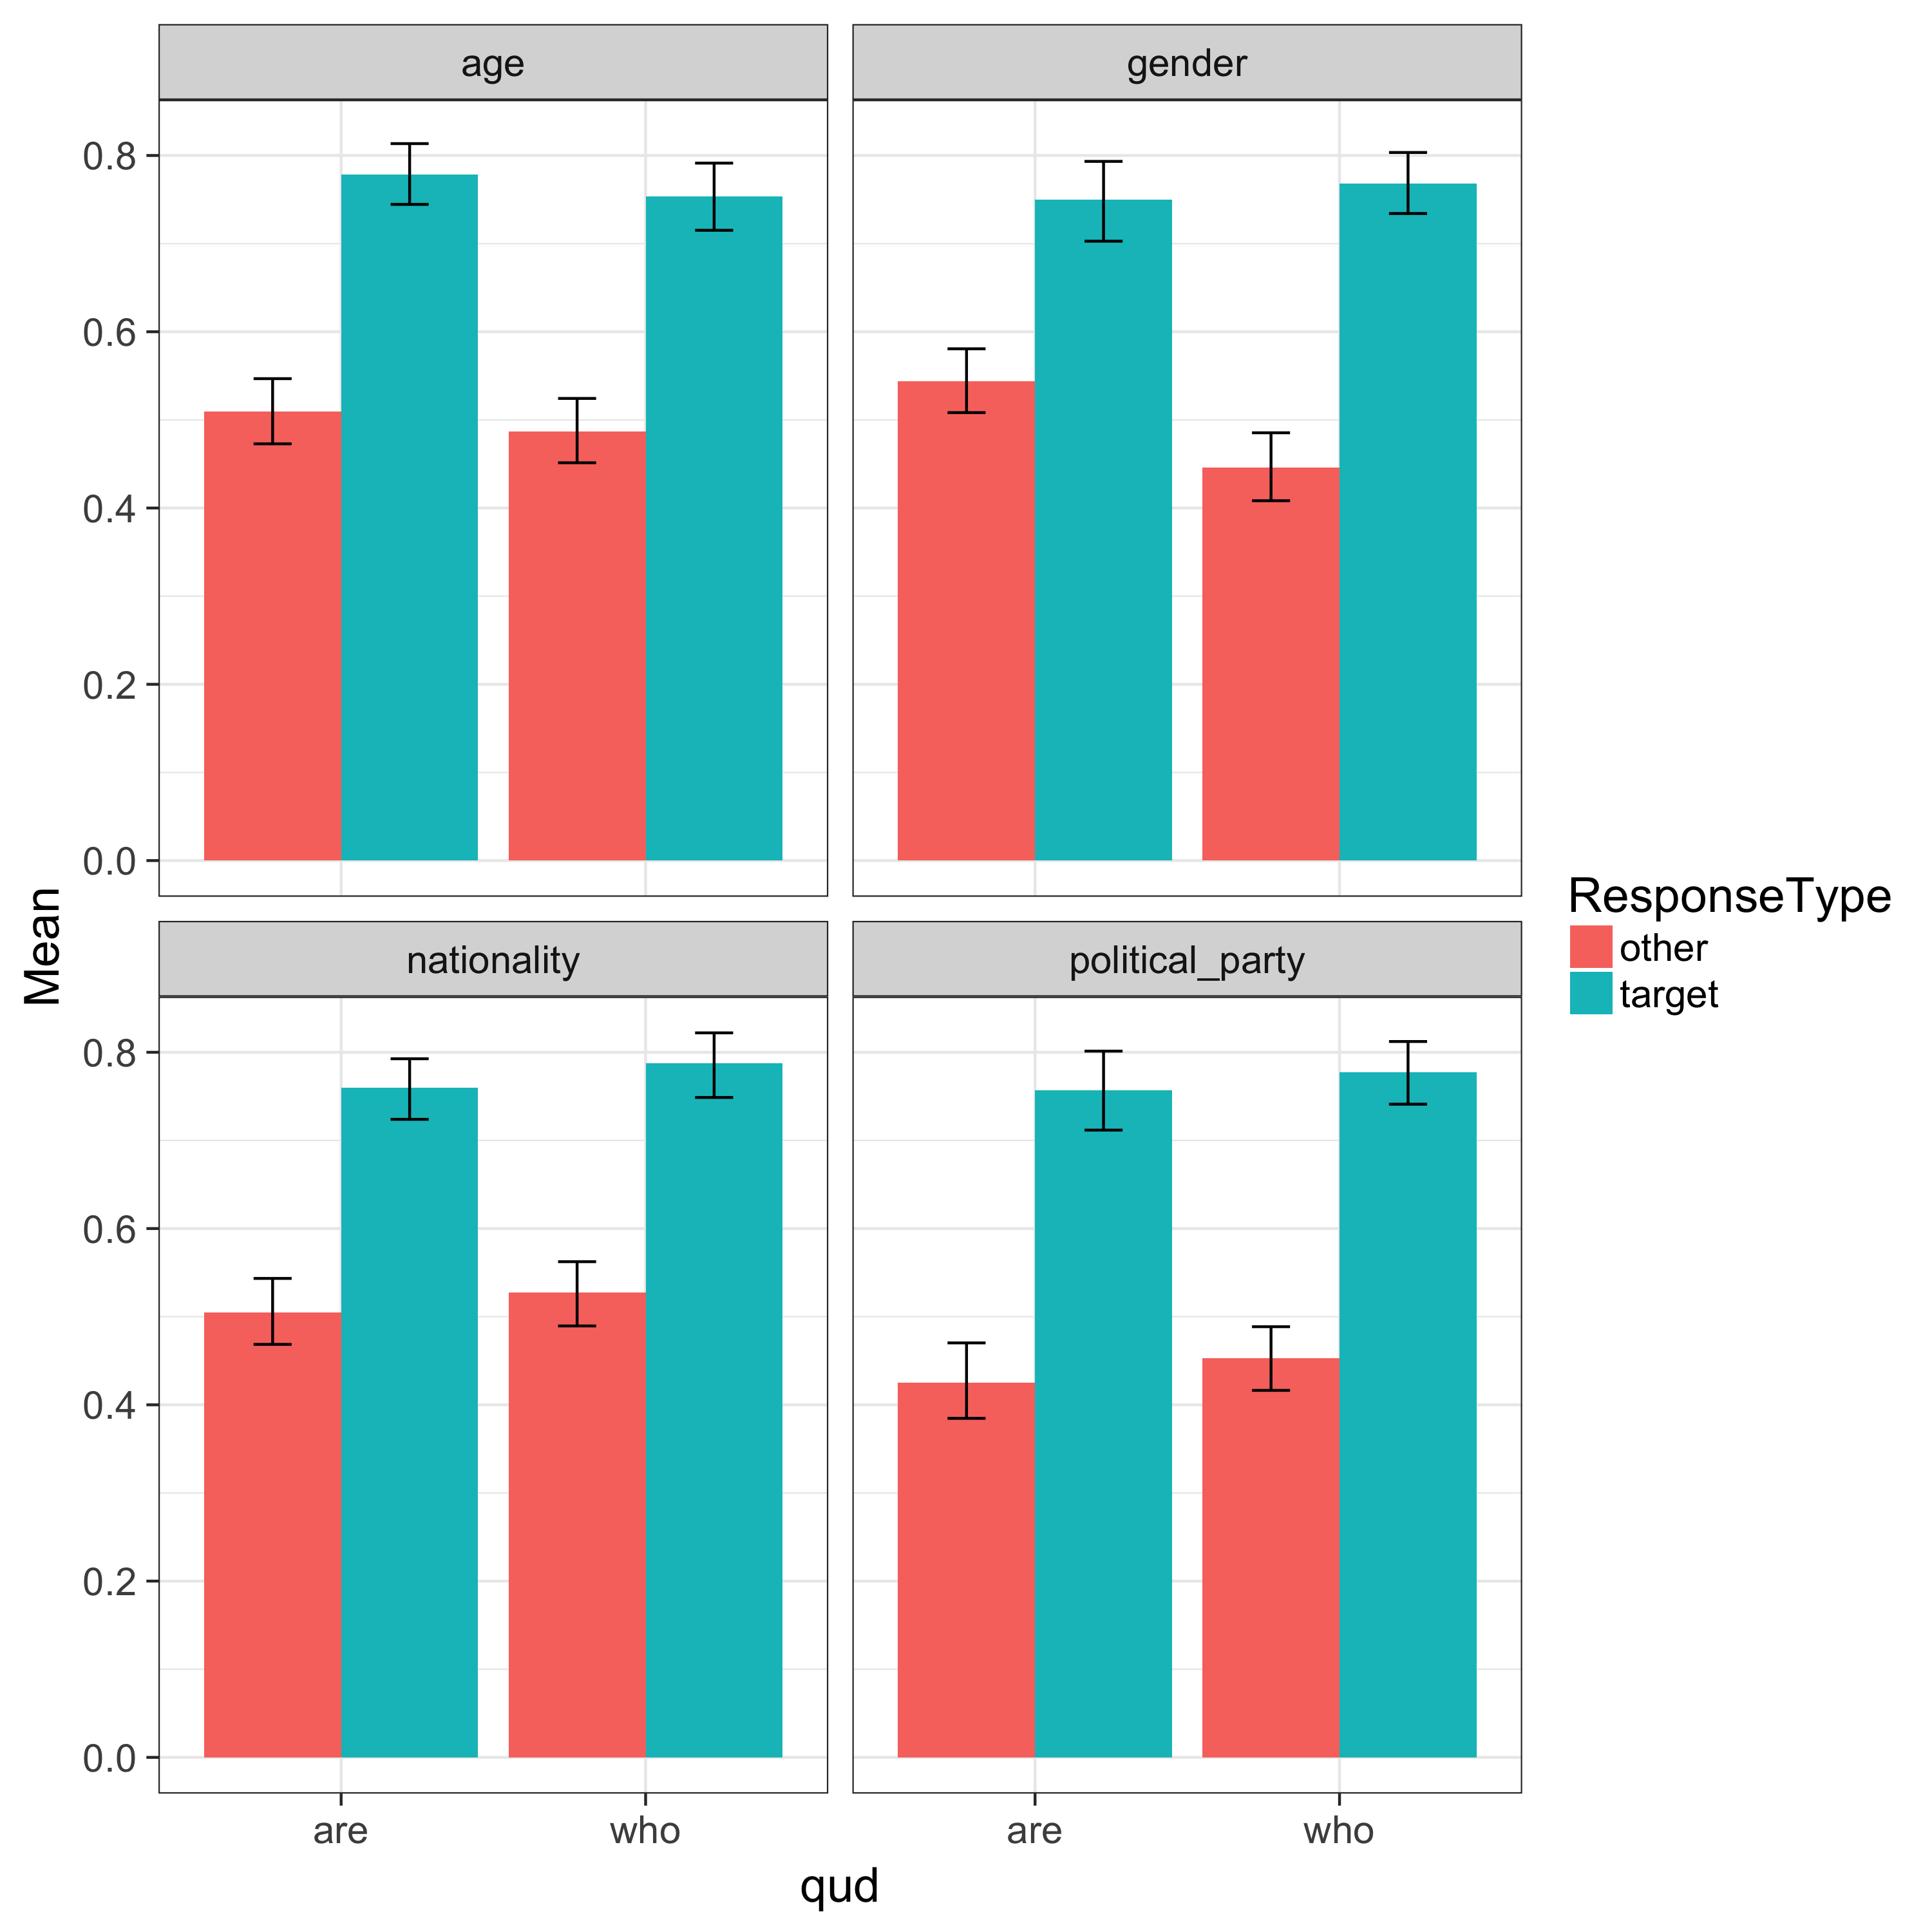 age
gender
0.8
0.6
0.4
0.2
0.0
nationality
political_party
0.8
0.6
0.4
0.2
0.0
are
who
are
who
qud
Mean
ResponseType
other
target